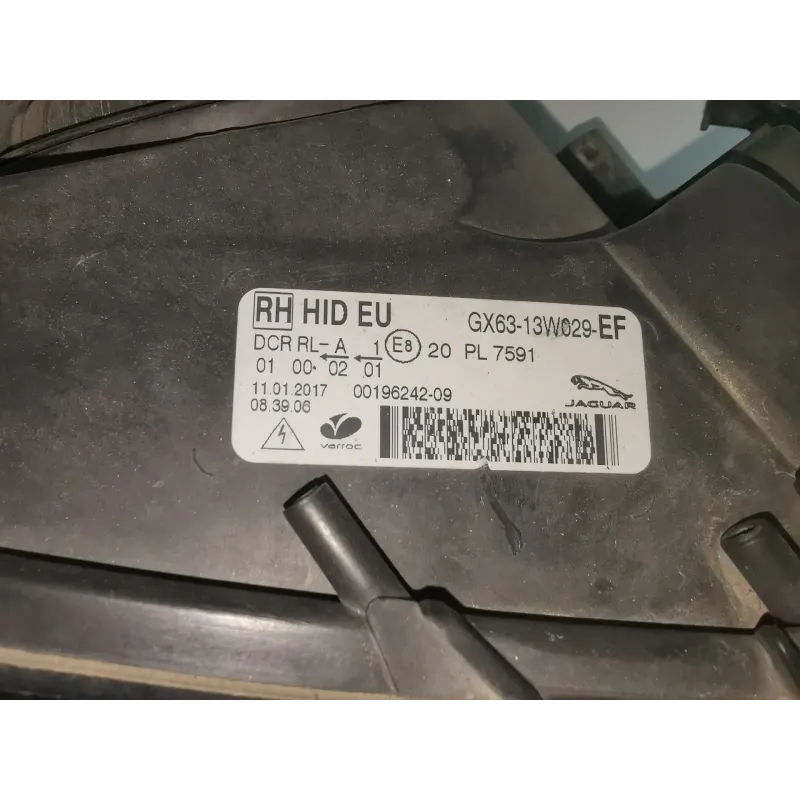 RH HID EU GX63-13W029-EF
DCR RL- A 1 E8 20 PL 7591
01 00 02 01
11.01.2017 00196242-09
08.39.06
varroc
JAGUAR